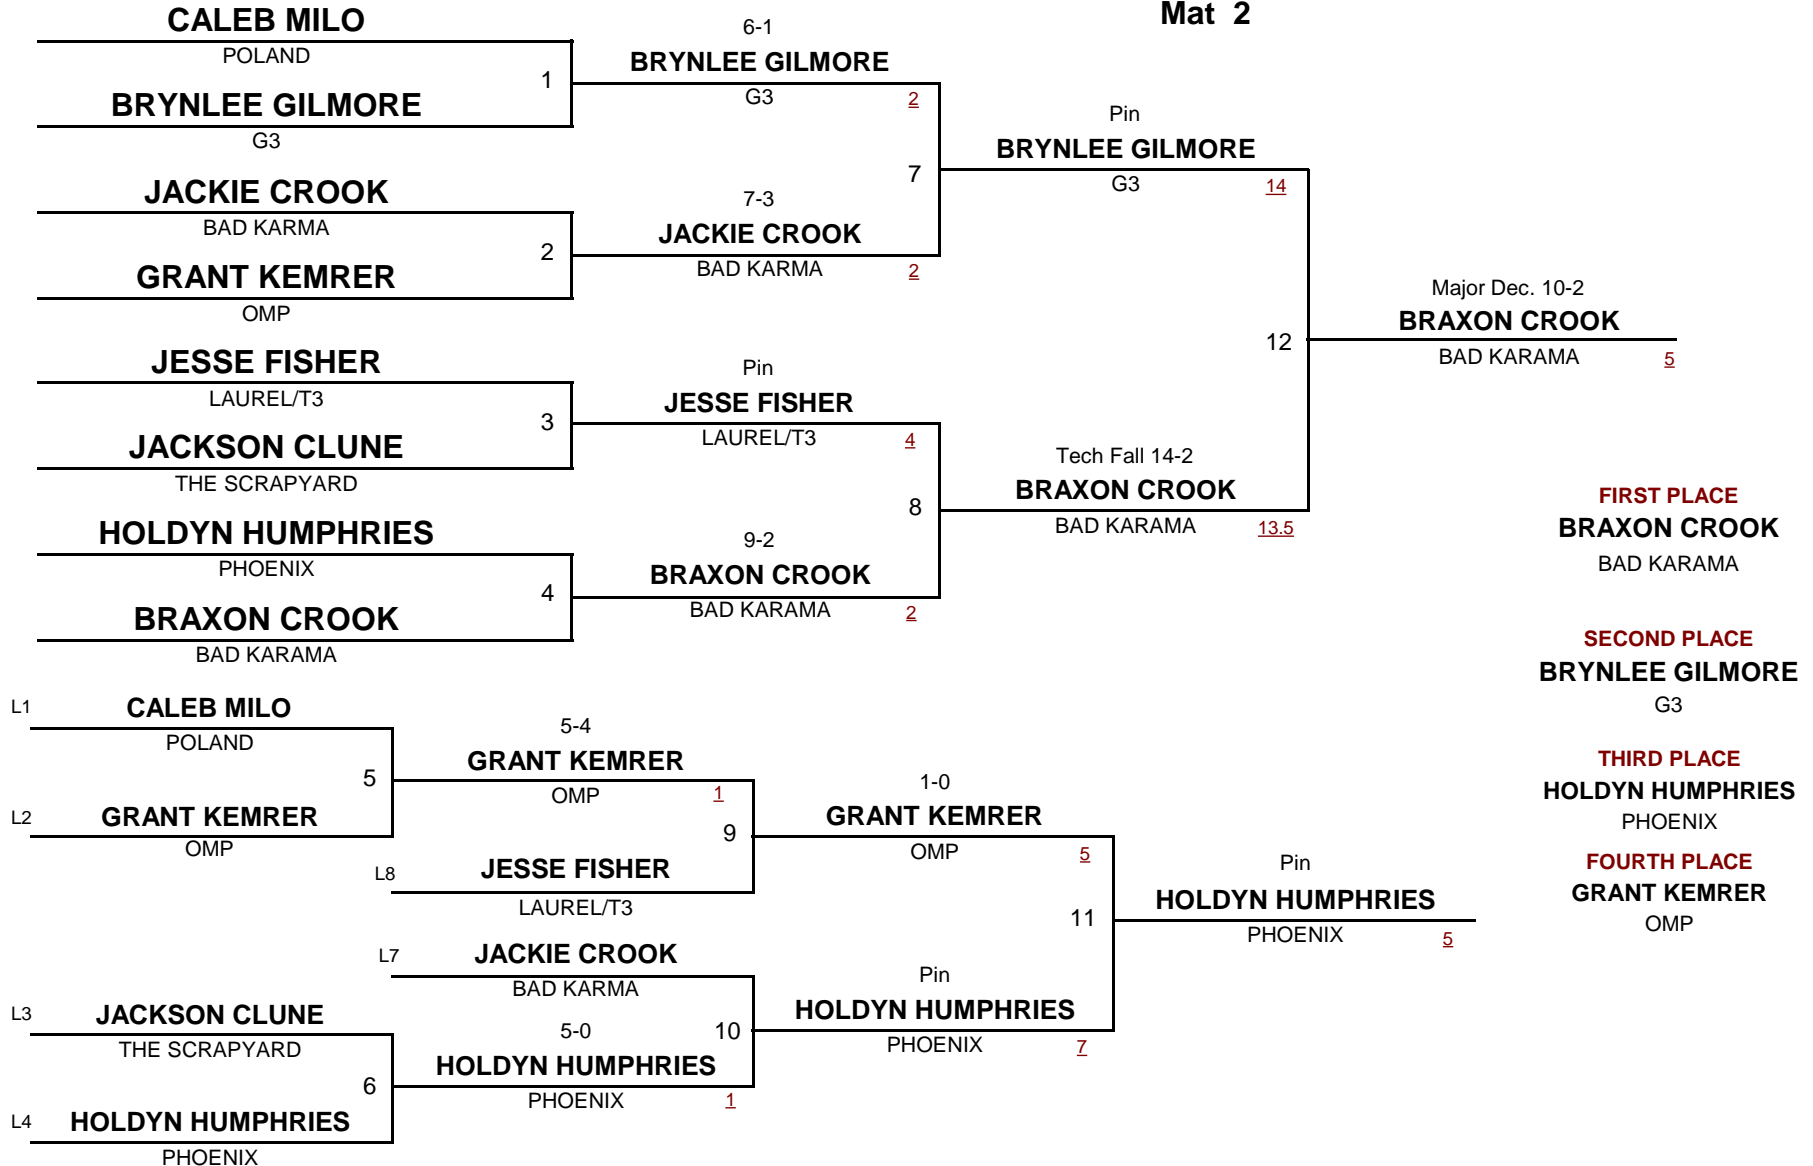 Mat 2
CALEB MILO
POLAND
1
BRYNLEE GILMORE
G3
JACKIE CROOK
BAD KARMA
2
GRANT KEMRER
OMP
JESSE FISHER
LAUREL/T3
3
JACKSON CLUNE
THE SCRAPYARD
HOLDYN HUMPHRIES
PHOENIX
4
BRAXON CROOK
BAD KARAMA
6-1
BRYNLEE GILMORE
G3 2
7
7-3
JACKIE CROOK
BAD KARMA 2
Pin
JESSE FISHER
LAUREL/T3 4
8
9-2
BRAXON CROOK
BAD KARAMA 2
Pin
BRYNLEE GILMORE
G3 14
12
Tech Fall 14-2
BRAXON CROOK
BAD KARAMA 13.5
Major Dec. 10-2
BRAXON CROOK
BAD KARAMA 5
FIRST PLACE
BRAXON CROOK
BAD KARAMA
SECOND PLACE
BRYNLEE GILMORE
G3
THIRD PLACE
HOLDYN HUMPHRIES
PHOENIX
FOURTH PLACE
GRANT KEMRER
OMP
L1 CALEB MILO
POLAND
5
L2 GRANT KEMRER
OMP
5-4
GRANT KEMRER
OMP 1
9
L8 JESSE FISHER
LAUREL/T3
L7 JACKIE CROOK
BAD KARMA
L3 JACKSON CLUNE
THE SCRAPYARD
6
L4 HOLDYN HUMPHRIES
PHOENIX
5-0 10
HOLDYN HUMPHRIES
PHOENIX 1
1-0
GRANT KEMRER
OMP 5
11
Pin
HOLDYN HUMPHRIES
PHOENIX 7
Pin
HOLDYN HUMPHRIES
PHOENIX 5